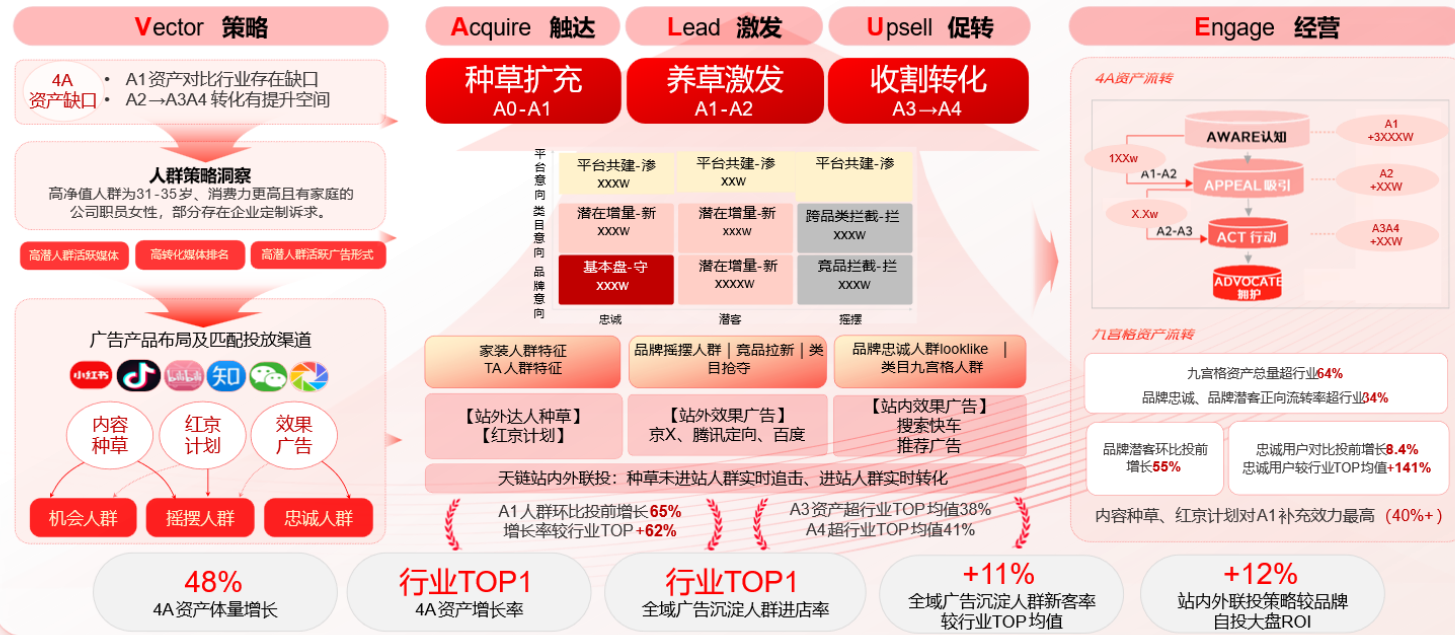 Vector 策略
4A
资产缺口
• A1资产对比行业存在缺口
• A2→A3A4 转化有提升空间
人群策略洞察
高净值人群为31-35岁、消费力更高且有家庭的
公司职员女性，部分存在企业定制诉求。
高潜人群活跃媒体
高转化媒体排名
高潜人群活跃广告形式
广告产品布局及匹配投放渠道
小红书
bilibili
知
内容
种草
红京
计划
效果
广告
机会人群
摇摆人群
忠诚人群
Acquire 触达
Lead 激发
Upsell 促转
种草扩充
A0-A1
养草激发
A1-A2
收割转化
A3→A4
平台意向
类目意向
品牌意向
平台共建-渗
xxxw
平台共建-渗
xxw
平台共建-渗
潜在增量-新
xxxw
潜在增量-新
xxxw
跨品类拦截-拦
xxxw
基本盘-守
xxxw
潜在增量-新
xxxxw
竞品拦截-拦
xxxw
忠诚
潜客
摇摆
家装人群特征
TA人群特征
品牌摇摆人群｜竞品拉新｜类
目抢夺
品牌忠诚人群looklike ｜
类目九宫格人群
【站外达人种草】
【红京计划】
【站外效果广告】
京X、腾讯定向、百度
【站内效果广告】
搜索快车
推荐广告
天链站内外联投：种草未进站人群实时追击、进站人群实时转化
A1人群环比投前增长65%
增长率较行业TOP+62%
A3资产超行业TOP均值38%
A4超行业TOP均值41%
Engage 经营
4A资产流转
AWARE认知
A1
+3XXXW
1XXw
A1-A2
APPEAL 吸引
A2
+XXW
X.Xw
A2-A3
ACT 行动
A3A4
+XXW
ADVOCATE
拥护
九宫格资产流转
九宫格资产总量超行业64%
品牌忠诚、品牌潜客正向流转率超行业34%
品牌潜客环比投前
增长55%
忠诚用户对比投前增长8.4%
忠诚用户较行业TOP均值+141%
内容种草、红京计划对A1补充效力最高（40%+）
48%
4A资产体量增长
行业TOP1
4A资产增长率
行业TOP1
全域广告沉淀人群进店率
+11%
全域广告沉淀人群新客率
较行业TOP均值
+12%
站内外联投策略较品牌
自投大盘ROI